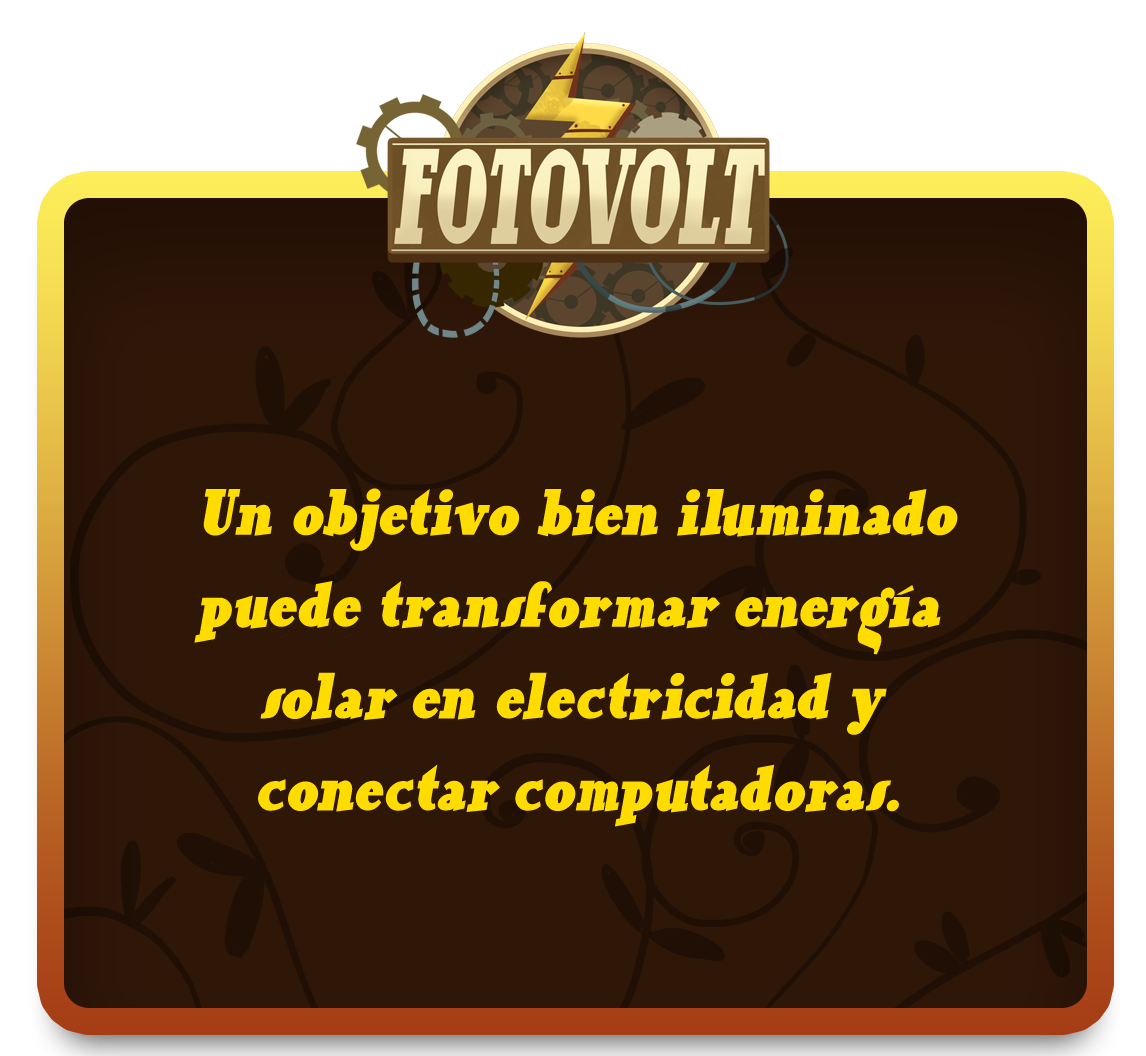 FOTOVOLT
Un objetivo bien iluminado
puede transformar energía
solar en electricidad y
conectar computadoras.